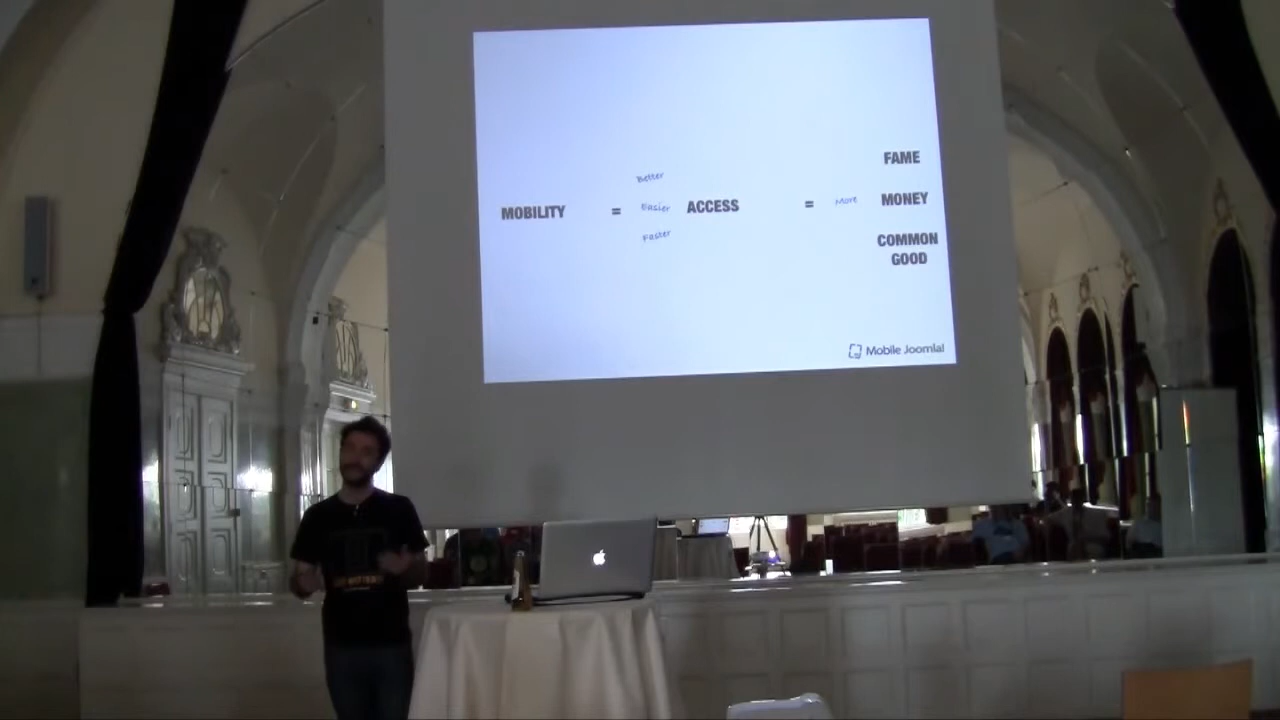 FAME
Better
MOBILITY = Easier ACCESS = More MONEY
Faster
COMMON
GOOD
Mobile Joomla!